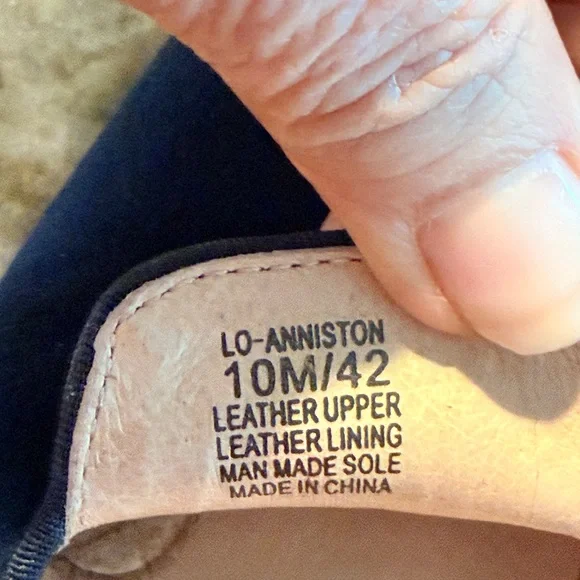 LO-ANNISTON
10M/42
LEATHER UPPER
LEATHER LINING
MAN MADE SOLE
MADE IN CHINA